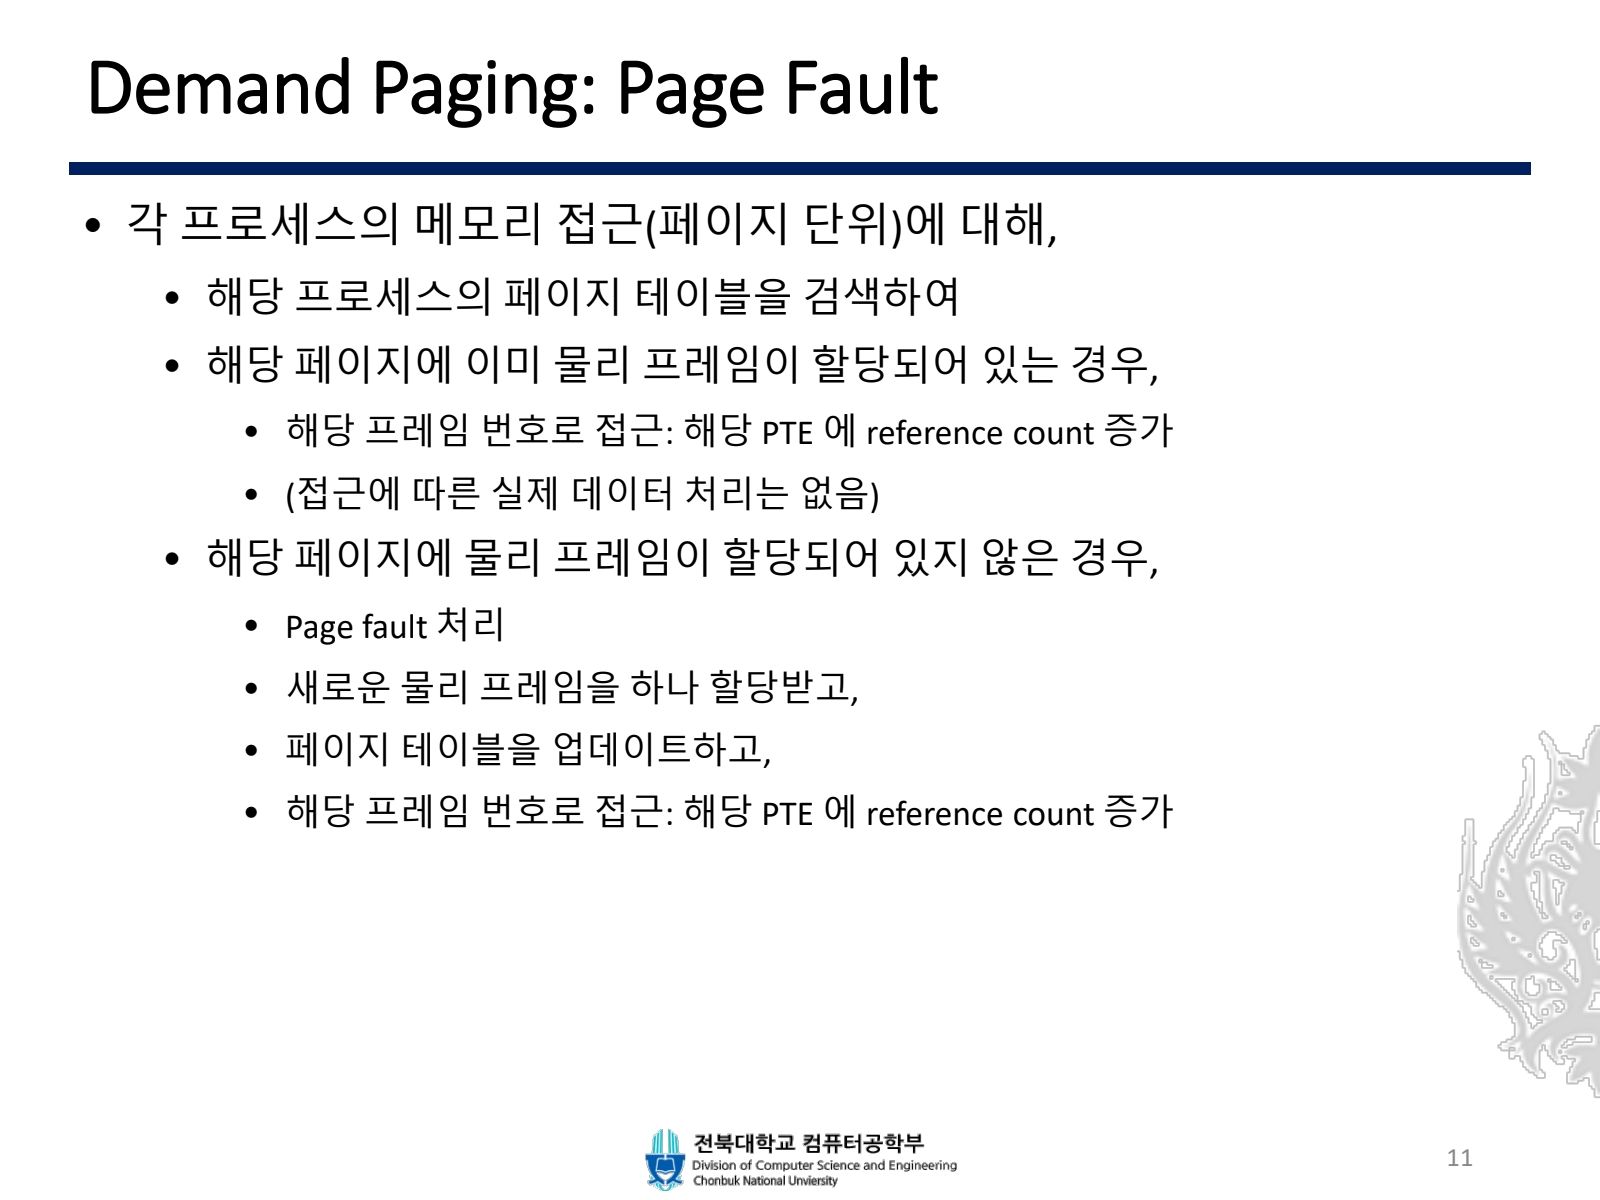 Demand Paging: Page Fault
• 각 프로세스의 메모리 접근(페이지 단위)에 대해,
• 해당 프로세스의 페이지 테이블을 검색하여
• 해당 페이지에 이미 물리 프레임이 할당되어 있는 경우,
• 해당 프레임 번호로 접근: 해당 PTE 에 reference count 증가
• (접근에 따른 실제 데이터 처리는 없음)
• 해당 페이지에 물리 프레임이 할당되어 있지 않은 경우,
• Page fault 처리
• 새로운 물리 프레임을 하나 할당받고,
• 페이지 테이블을 업데이트하고,
• 해당 프레임 번호로 접근: 해당 PTE 에 reference count 증가
전북대학교 컴퓨터공학부
Division of Computer Science and Engineering
Chonbuk National Unviersity
11